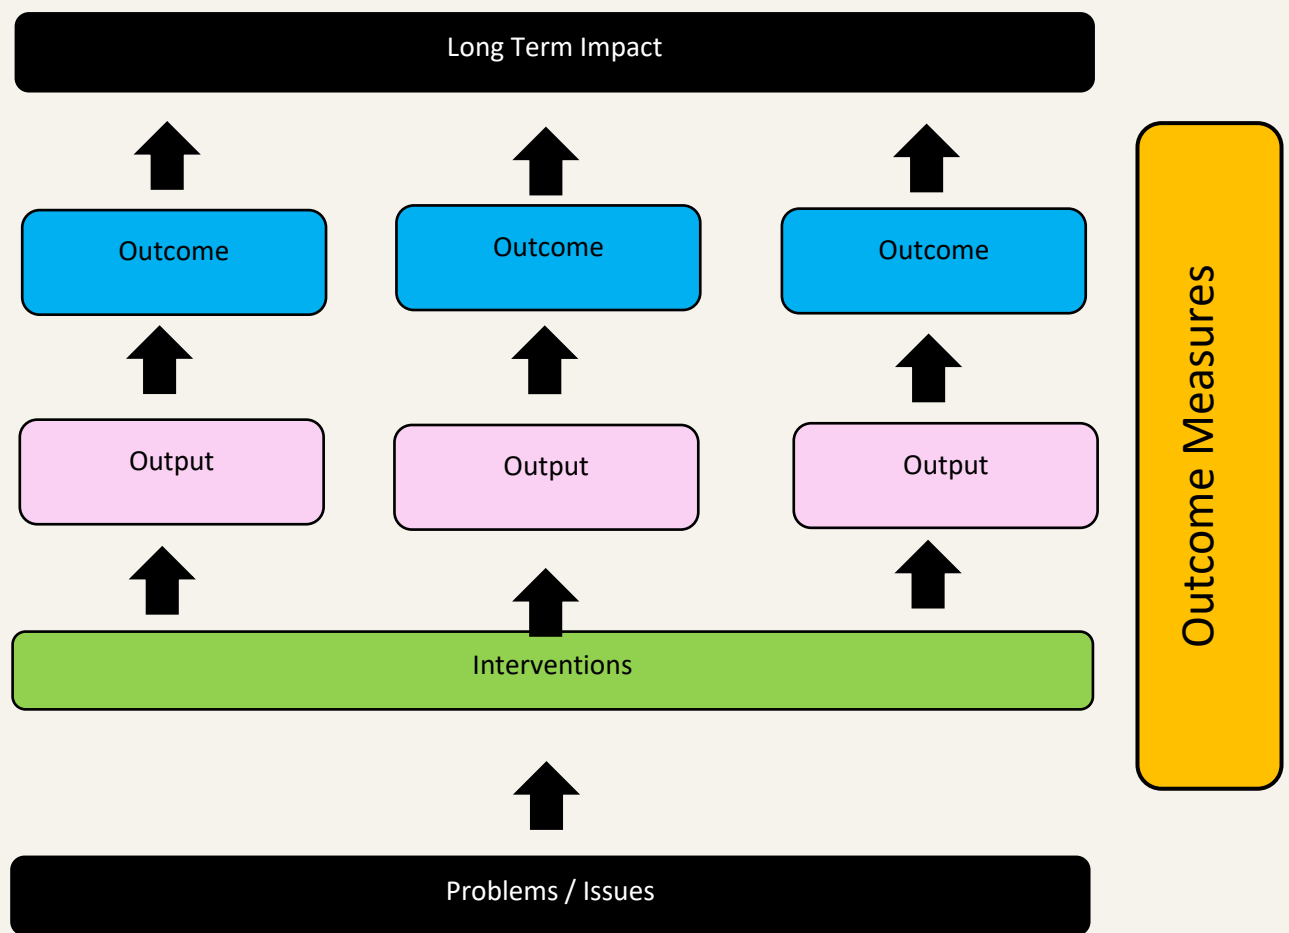 Long Term Impact
Outcome
Outcome
Outcome
Output
Output
Output
Interventions
Problems / Issues
Outcome Measures